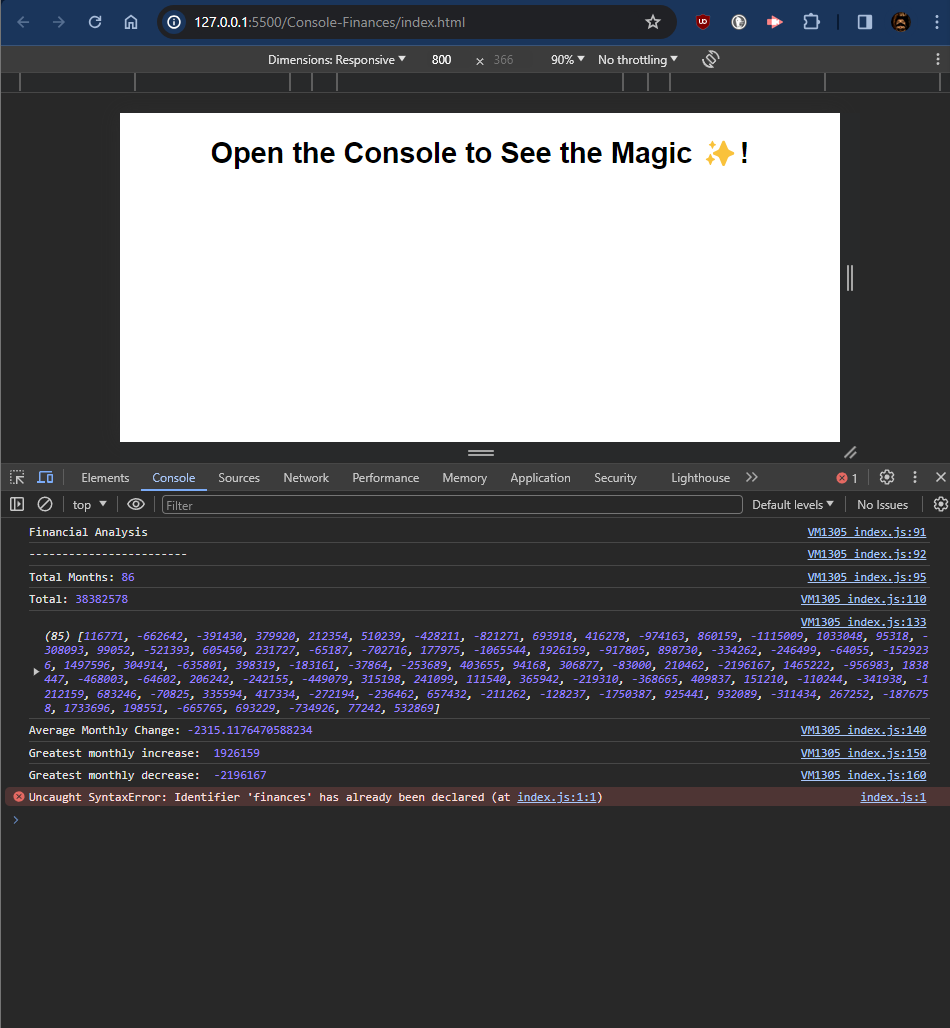 127.0.0.1:5500/Console-Finances/index.html
Dimensions: Responsive 800 × 366 90% No throttling
Open the Console to See the Magic ✨!
Elements Console Sources Network Performance Memory Application Security Lighthouse 1
top Filter Default levels No Issues
Financial Analysis VM1305 index.js:91
------------------------ VM1305 index.js:92
Total Months: 86 VM1305 index.js:95
Total: 38382578 VM1305 index.js:110
VM1305 index.js:133
(85) [116771, -662642, -391430, 379920, 212354, 510239, -428211, -821271, 693918, 416278, -974163, 860159, -1115009, 1033048, 95318, -
308093, 99052, -521393, 605450, 231727, -65187, -702716, 177975, -1065544, 1926159, -917805, 898730, -334262, -246499, -64055, -152923
6, 1497596, 304914, -635801, 398319, -183161, -37864, -253689, 403655, 94168, 306877, -83000, 210462, -2196167, 1465222, -956983, 1838
447, -468003, -64602, 206242, -242155, -449079, 315198, 241099, 111540, 365942, -219310, -368665, 409837, 151210, -110244, -341938, -1
212159, 683246, -70825, 335594, 417334, -272194, -236462, 657432, -211262, -128237, -1750387, 925441, 932089, -311434, 267252, -187675
8, 1733696, 198551, -665765, 693229, -734926, 77242, 532869]
Average Monthly Change: -2315.1176470588234 VM1305 index.js:140
Greatest monthly increase: 1926159 VM1305 index.js:150
Greatest monthly decrease: -2196167 VM1305 index.js:160
Uncaught SyntaxError: Identifier 'finances' has already been declared (at index.js:1:1) index.js:1